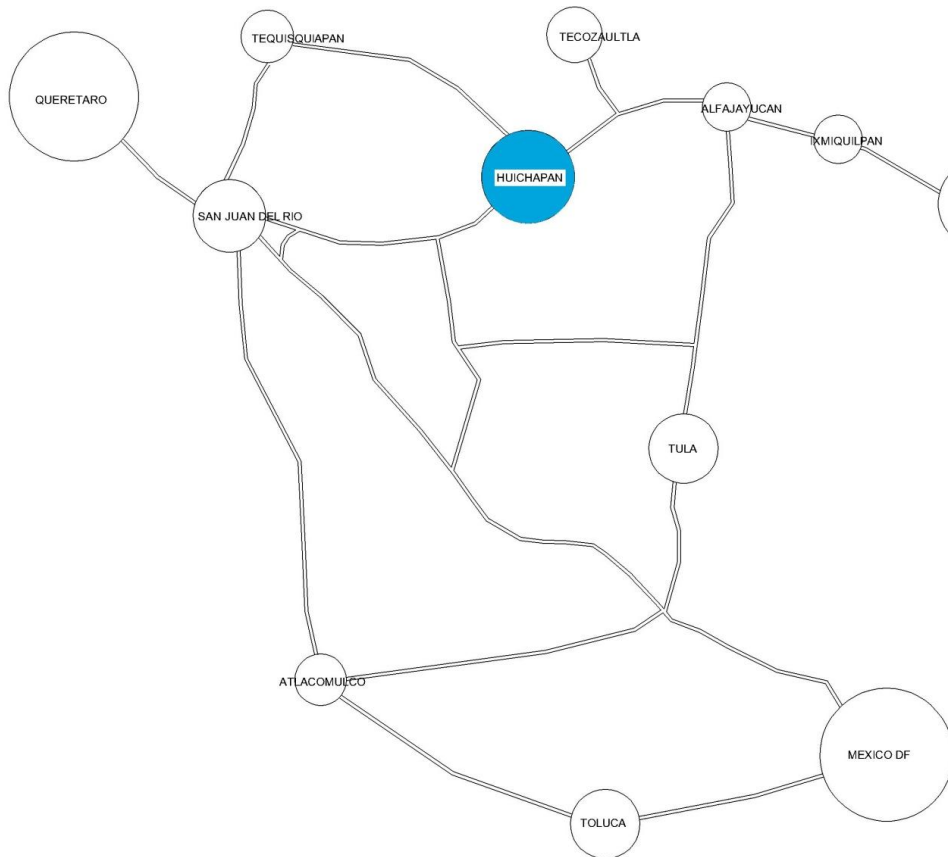 TEQUISQUIAPAN
TECOZAULTLA
QUERETARO
ALFAJAYUCAN
IXMIQUILPAN
HUICHAPAN
SAN JUAN DEL RIO
TULA
ATLACOMULCO
MEXICO DF
TOLUCA